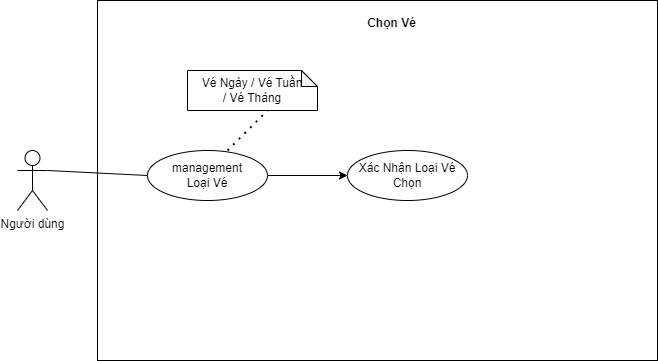 Chọn Vé
Vé Ngày / Vé Tuần
/ Vé Tháng
management
Loại Vé
Xác Nhận Loại Vé
Chọn
Người dùng